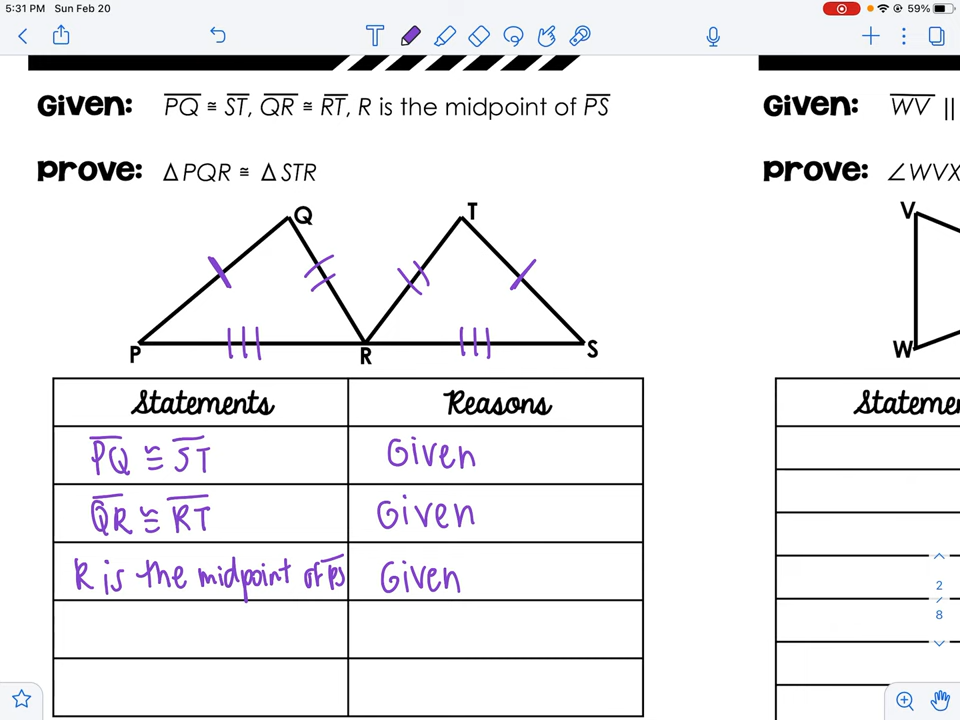 5:31 PM Sun Feb 20
59%
Given: PQ ≅ ST, QR ≅ RT, R is the midpoint of PS
Prove: ΔPQR ≅ ΔSTR
Q
T
P
R
S
Statements Reasons
PQ ≅ ST Given
QR ≅ RT Given
R is the midpoint of PS Given
Given: WV ||
Prove: ∠WVX
V
W
Stateme
2
/
8